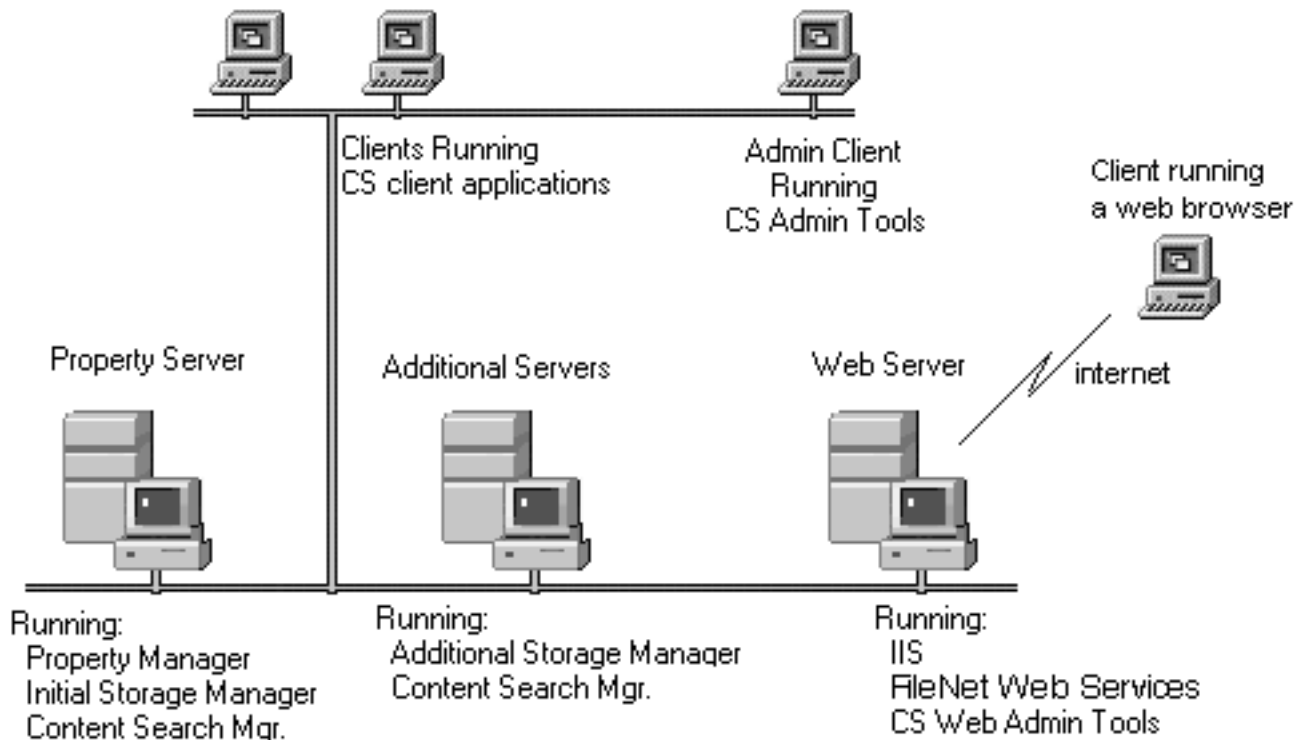 Clients Running
CS client applications
Admin Client
Running
CS Admin Tools
Client running
a web browser
Property Server
Additional Servers
Web Server
internet
Running:
Property Manager
Initial Storage Manager
Content Search Mgr.
Running:
Additional Storage Manager
Content Search Mgr.
Running:
IIS
FileNet Web Services
CS Web Admin Tools